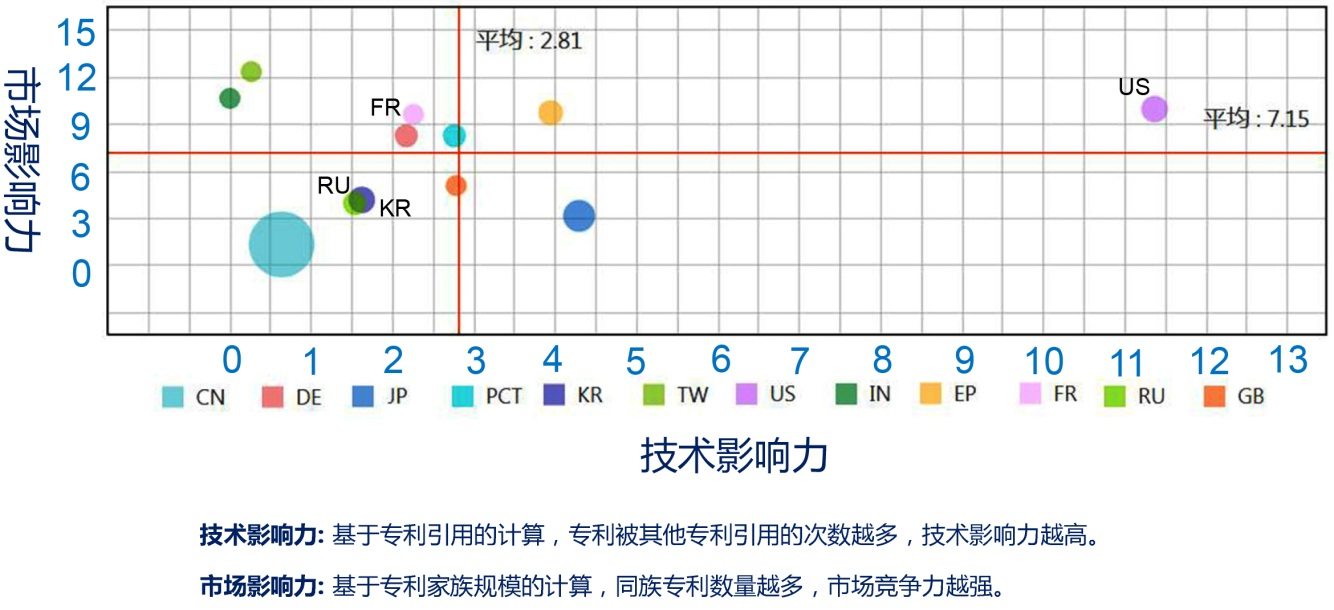 15
平均 : 2.81
12
US
FR
9
平均 : 7.15
市场影响力
6
RU
KR
3
0
0 1 2 3 4 5 6 7 8 9 10 11 12 13
CN DE JP PCT KR TW US IN EP FR RU GB
技术影响力
技术影响力: 基于专利引用的计算，专利被其他专利引用的次数越多，技术影响力越高。
市场影响力: 基于专利家族规模的计算，同族专利数量越多，市场竞争力越强。